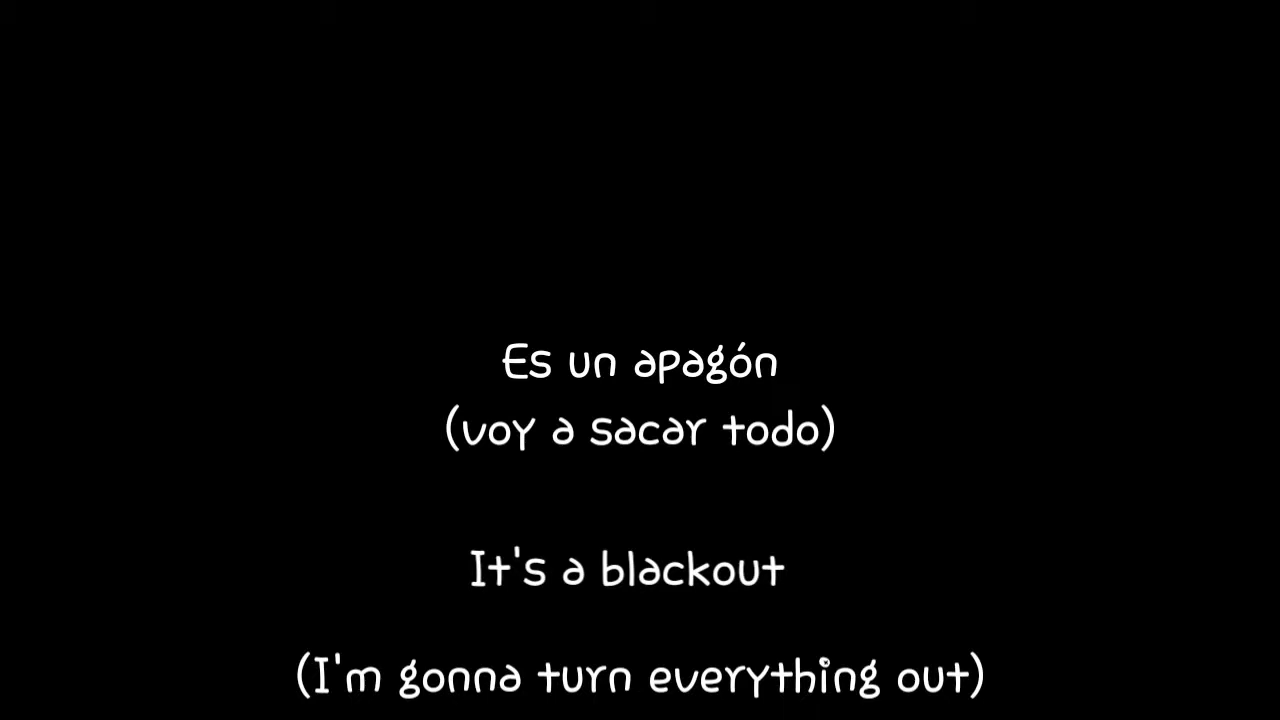 Es un apagón
(voy a sacar todo)
It's a blackout
(I'm gonna turn everything out)